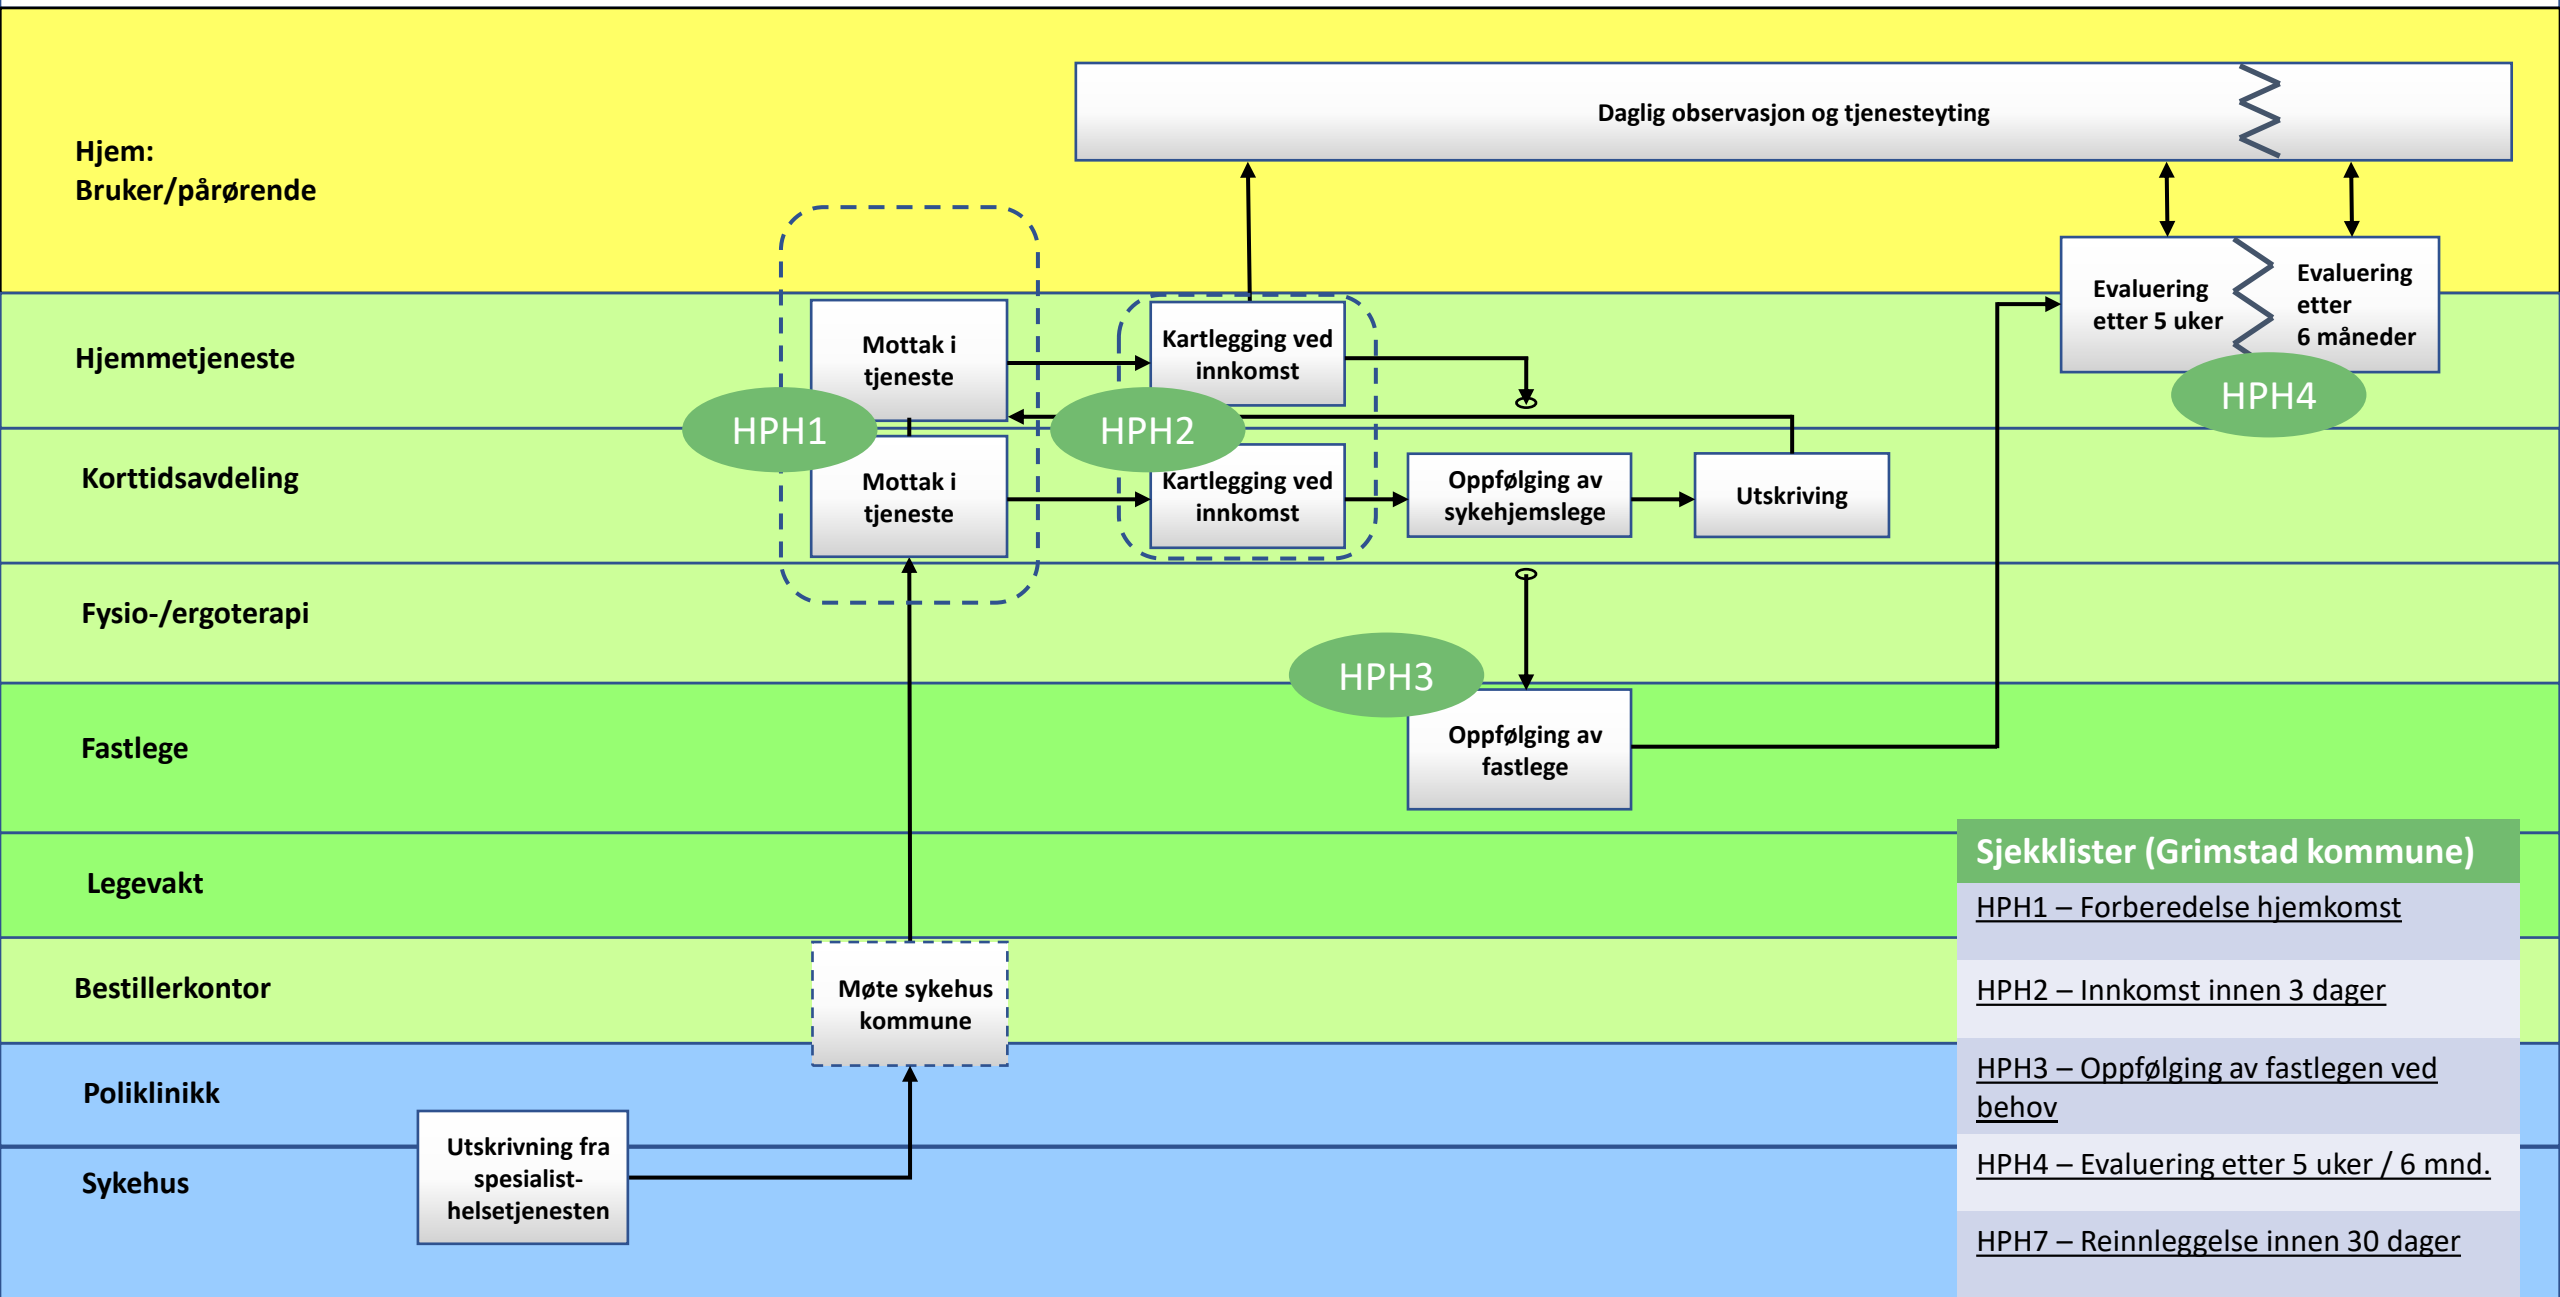 Daglig observasjon og tjenesteyting
Hjem:
Bruker/pårørende
Evaluering
etter 5 uker
Evaluering
etter
6 måneder
HPH4
Hjemmetjeneste
Mottak i
tjeneste
Kartlegging ved
innkomst
HPH1
HPH2
Korttidsavdeling
Mottak i
tjeneste
Kartlegging ved
innkomst
Oppfølging av
sykehjemslege
Utskriving
Fysio-/ergoterapi
HPH3
Fastlege
Oppfølging av
fastlege
Legevakt
Bestillerkontor
Møte sykehus
kommune
Poliklinikk
Sykehus
Utskrivning fra
spesialist-
helsetjenesten
Sjekklister (Grimstad kommune)
HPH1 – Forberedelse hjemkomst
HPH2 – Innkomst innen 3 dager
HPH3 – Oppfølging av fastlegen ved
behov
HPH4 – Evaluering etter 5 uker / 6 mnd.
HPH7 – Reinnleggelse innen 30 dager